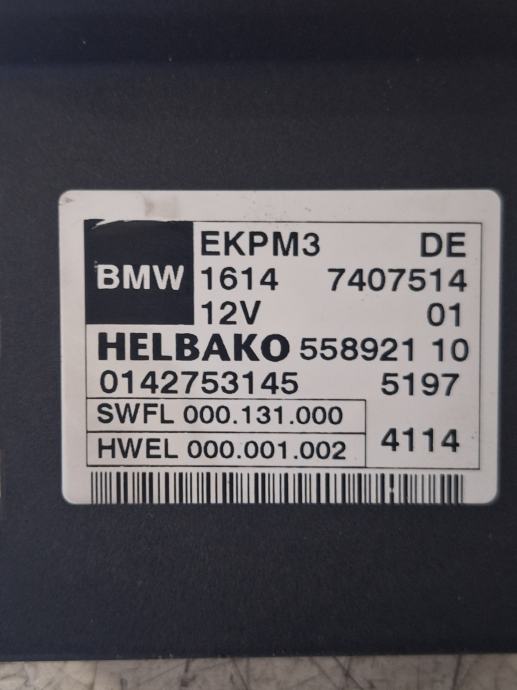 EKPM3 DE
BMW 1614 7407514
12V 01
HELBAKO 558921 10
0142753145 5197
SWFL 000.131.000
HWEL 000.001.002 4114